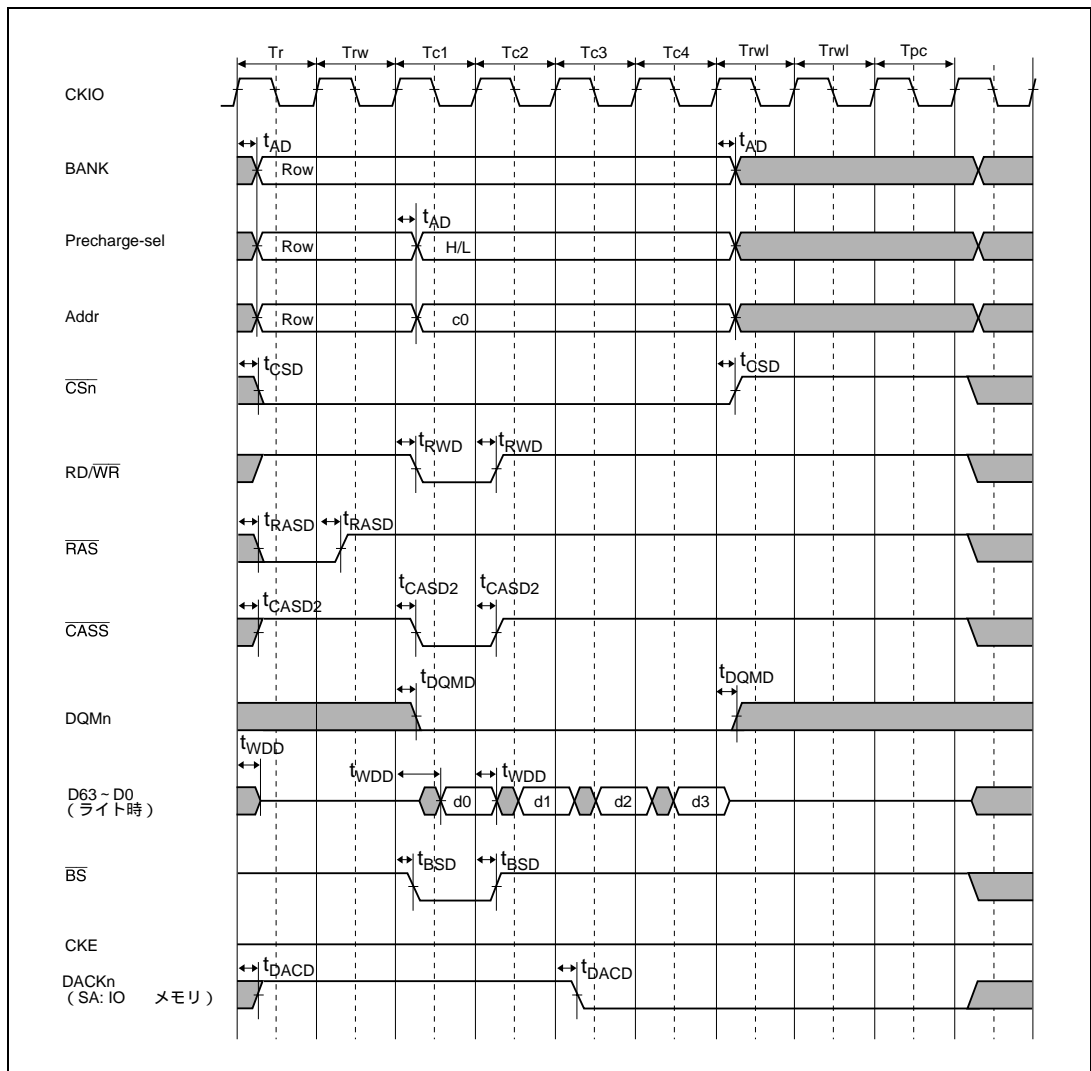 Tr Trw Tc1 Tc2 Tc3 Tc4 Trwl Trwl Tpc
CKIO
tAD tAD
BANK Row
tAD
Precharge-sel Row H/L
Addr Row c0
tCSD tCSD
CSn
tRWD tRWD
RD/WR
tRASD tRASD
RAS
tCASD2 tCASD2 tCASD2
CASS
tDQMD tDQMD
DQMn
tWDD tWDD tWDD
D63~D0 d0 d1 d2 d3
(ライト時)
tBSD tBSD
BS
CKE
tDACD tDACD
DACKn
(SA: IO メモリ)